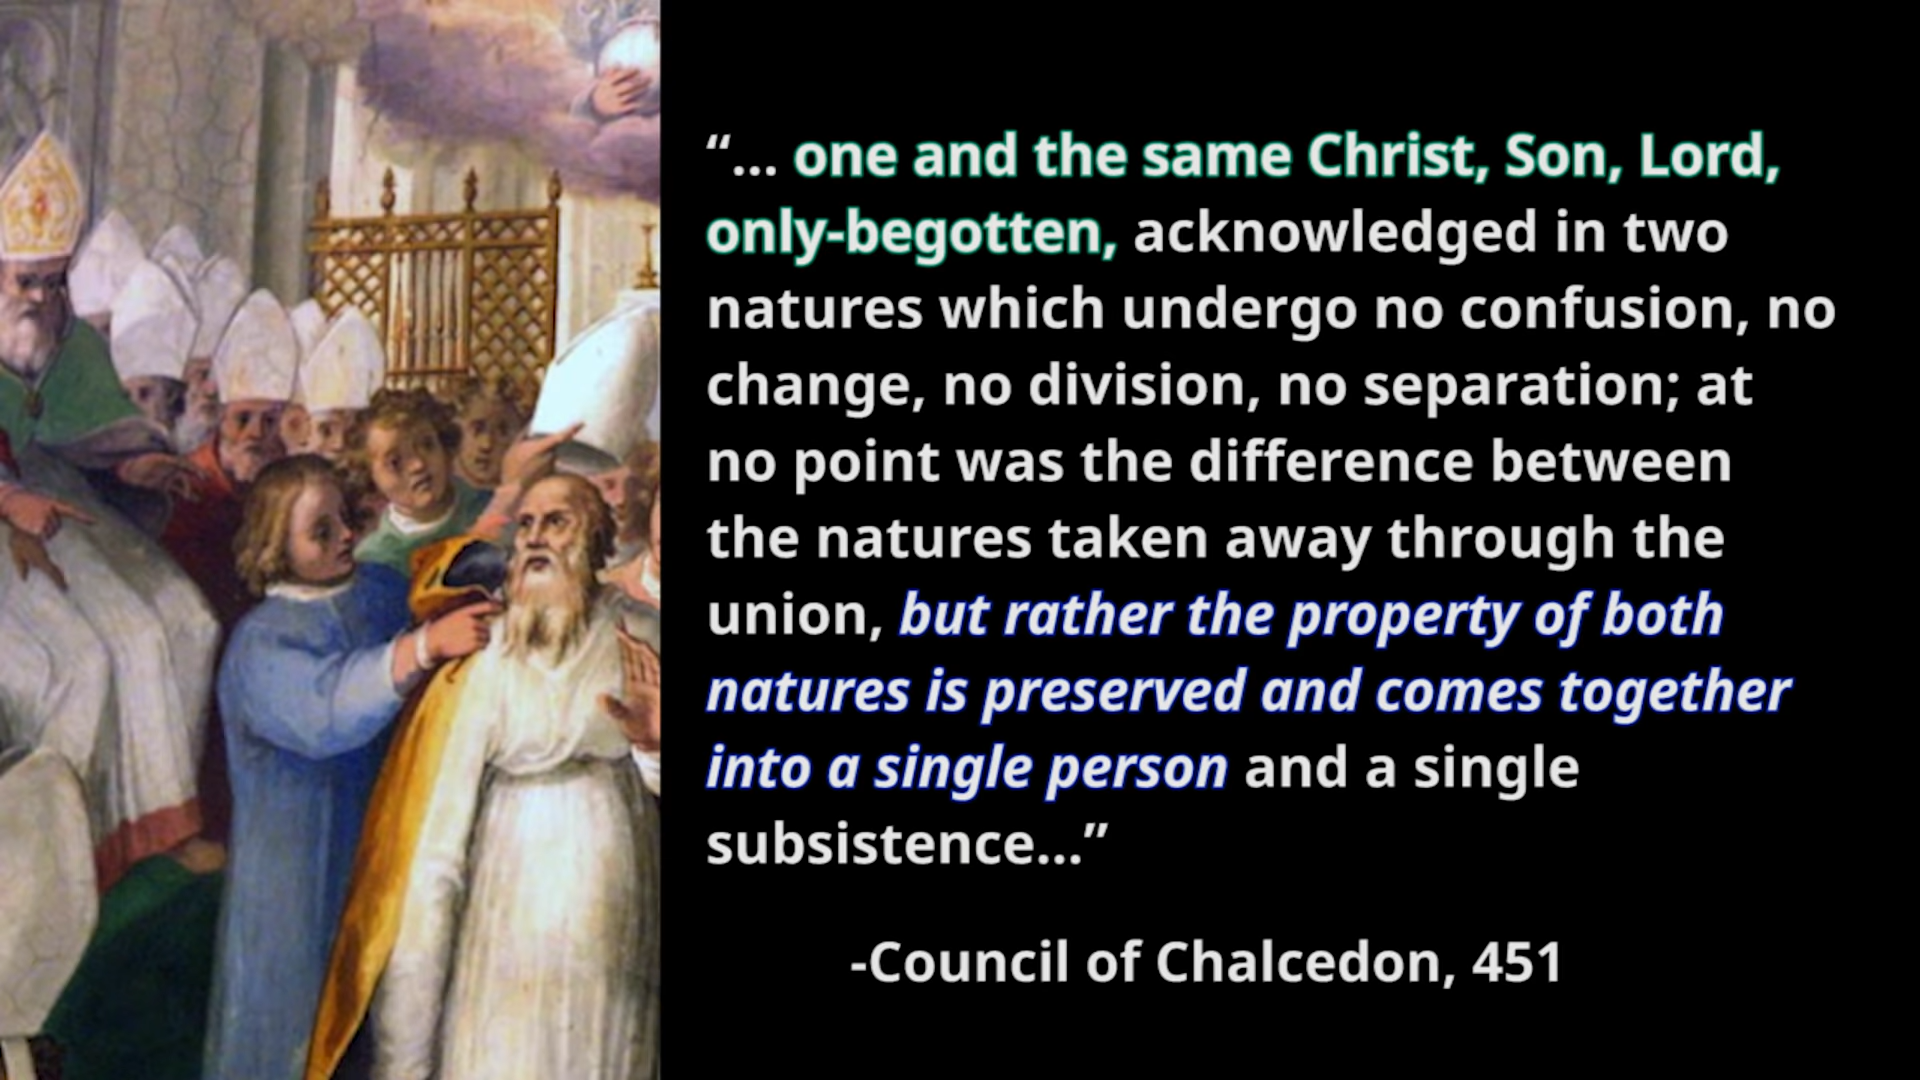 “... one and the same Christ, Son, Lord,
only-begotten, acknowledged in two
natures which undergo no confusion, no
change, no division, no separation; at
no point was the difference between
the natures taken away through the
union, but rather the property of both
natures is preserved and comes together
into a single person and a single
subsistence...”
-Council of Chalcedon, 451